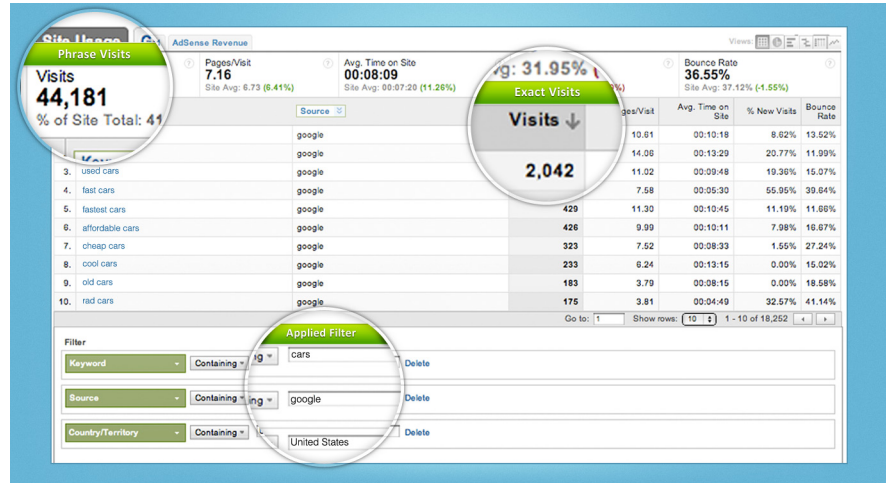 Site Usage
AdSense Revenue
Views:
Phrase Visits
Visits
44,181
% of Site Total: 41
Pages/Visit
7.16
Site Avg: 6.73 (6.41%)
Avg. Time on Site
00:08:09
Site Avg: 00:07:20 (11.26%)
31.95%
Exact Visits
Bounce Rate
36.55%
Site Avg: 37.12% (-1.55%)
Source
Visits
Avg. Time on Site
% New Visits
Bounce Rate
google 2,042 10.61 00:10:18 8.62% 13.52%
google 14.06 00:13:29 20.77% 11.99%
3. used cars google 11.02 00:09:48 19.36% 15.07%
4. fast cars google 7.58 00:05:30 55.95% 39.64%
5. fastest cars google 429 11.30 00:10:45 11.19% 11.66%
6. affordable cars google 426 9.99 00:10:11 7.98% 16.67%
7. cheap cars google 323 7.52 00:08:33 1.55% 27.24%
8. cool cars google 233 6.24 00:13:15 0.00% 15.02%
9. old cars google 183 3.79 00:08:15 0.00% 18.58%
10. rad cars google 175 3.81 00:04:49 32.57% 41.14%
Go to: 1 Show rows: 10 1 - 10 of 18,252
Applied Filter
Filter
Keyword Containing cars Delete
Source Containing google Delete
Country/Territory Containing United States Delete